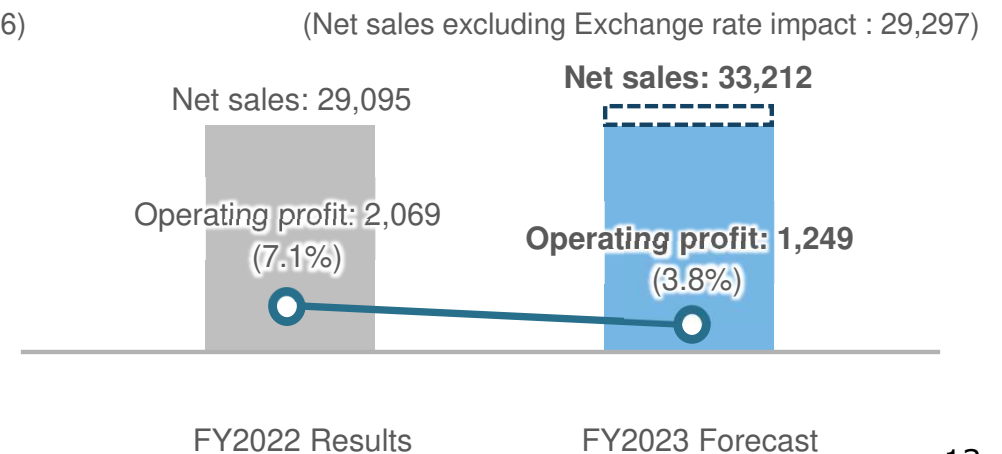 6)
(Net sales excluding Exchange rate impact : 29,297)
Net sales: 33,212
Net sales: 29,095
Operating profit: 2,069
(7.1%)
Operating profit: 1,249
(3.8%)
FY2022 Results
FY2023 Forecast